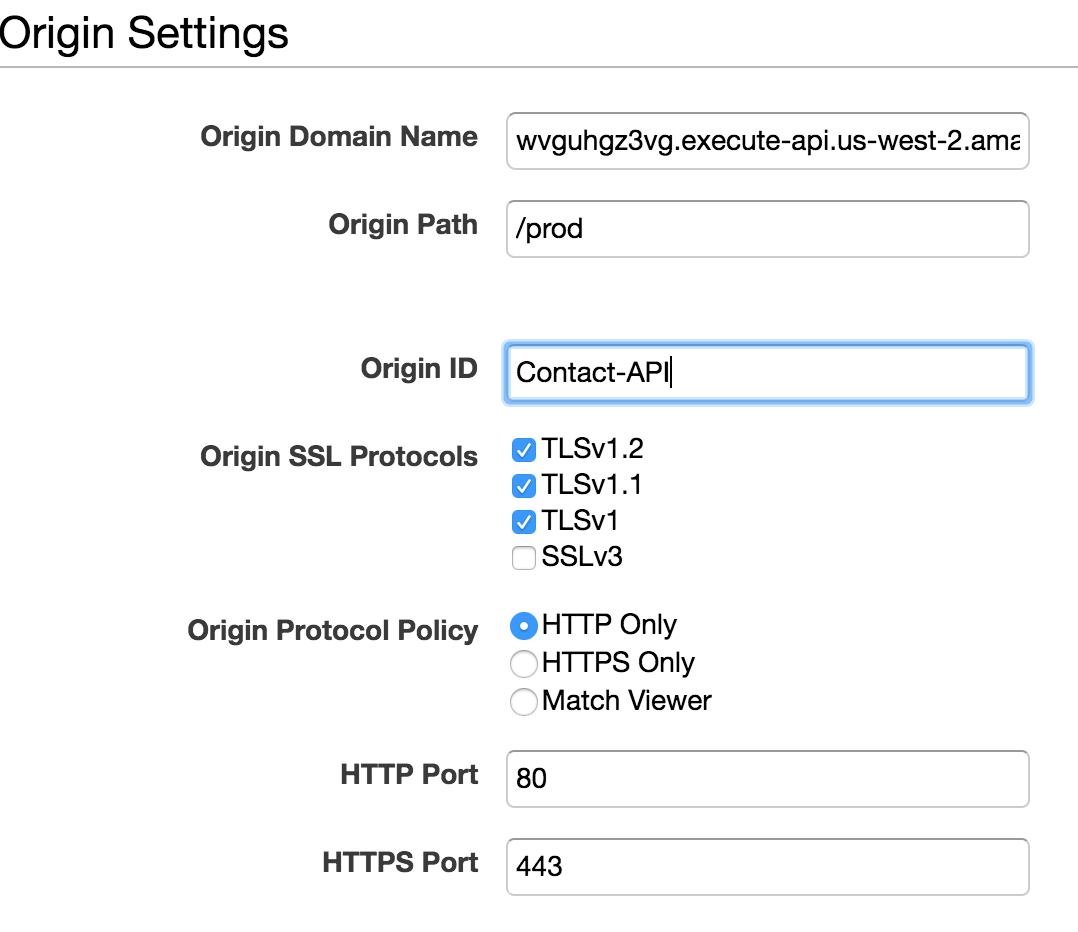 Origin Settings
Origin Domain Name wvguhgz3vg.execute-api.us-west-2.ama
Origin Path /prod
Origin ID Contact-API
Origin SSL Protocols TLSv1.2
TLSv1.1
TLSv1
SSLv3
Origin Protocol Policy HTTP Only
HTTPS Only
Match Viewer
HTTP Port 80
HTTPS Port 443